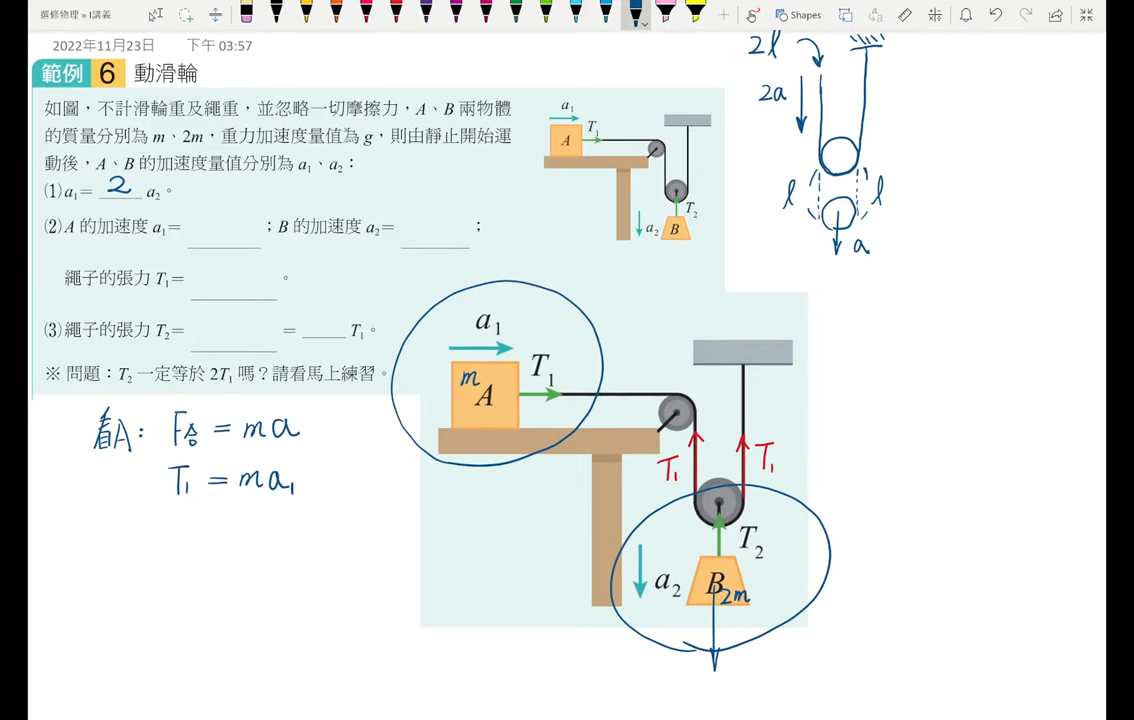 選修物理 » I講義
Shapes
2022年11月23日 下午 03:57
範例 6 動滑輪
如圖，不計滑輪重及繩重，並忽略一切摩擦力，A、B 兩物體
的質量分別為 m、2m，重力加速度量值為 g，則由靜止開始運
動後，A、B 的加速度量值分別為 a₁、a₂：
(1) a₁= 2 a₂。
(2) A 的加速度 a₁= ；B 的加速度 a₂= ；
繩子的張力 T₁= 。
(3) 繩子的張力 T₂= = T₁。
※ 問題：T₂ 一定等於 2T₁ 嗎？請看馬上練習。
a₁
A
T₁
T₂
a₂
B
2l
2a
l
l
a
a₁
m
A
T₁
T₁
T₁
T₂
a₂
B
2m
看A: F合 = ma
T₁ = ma₁